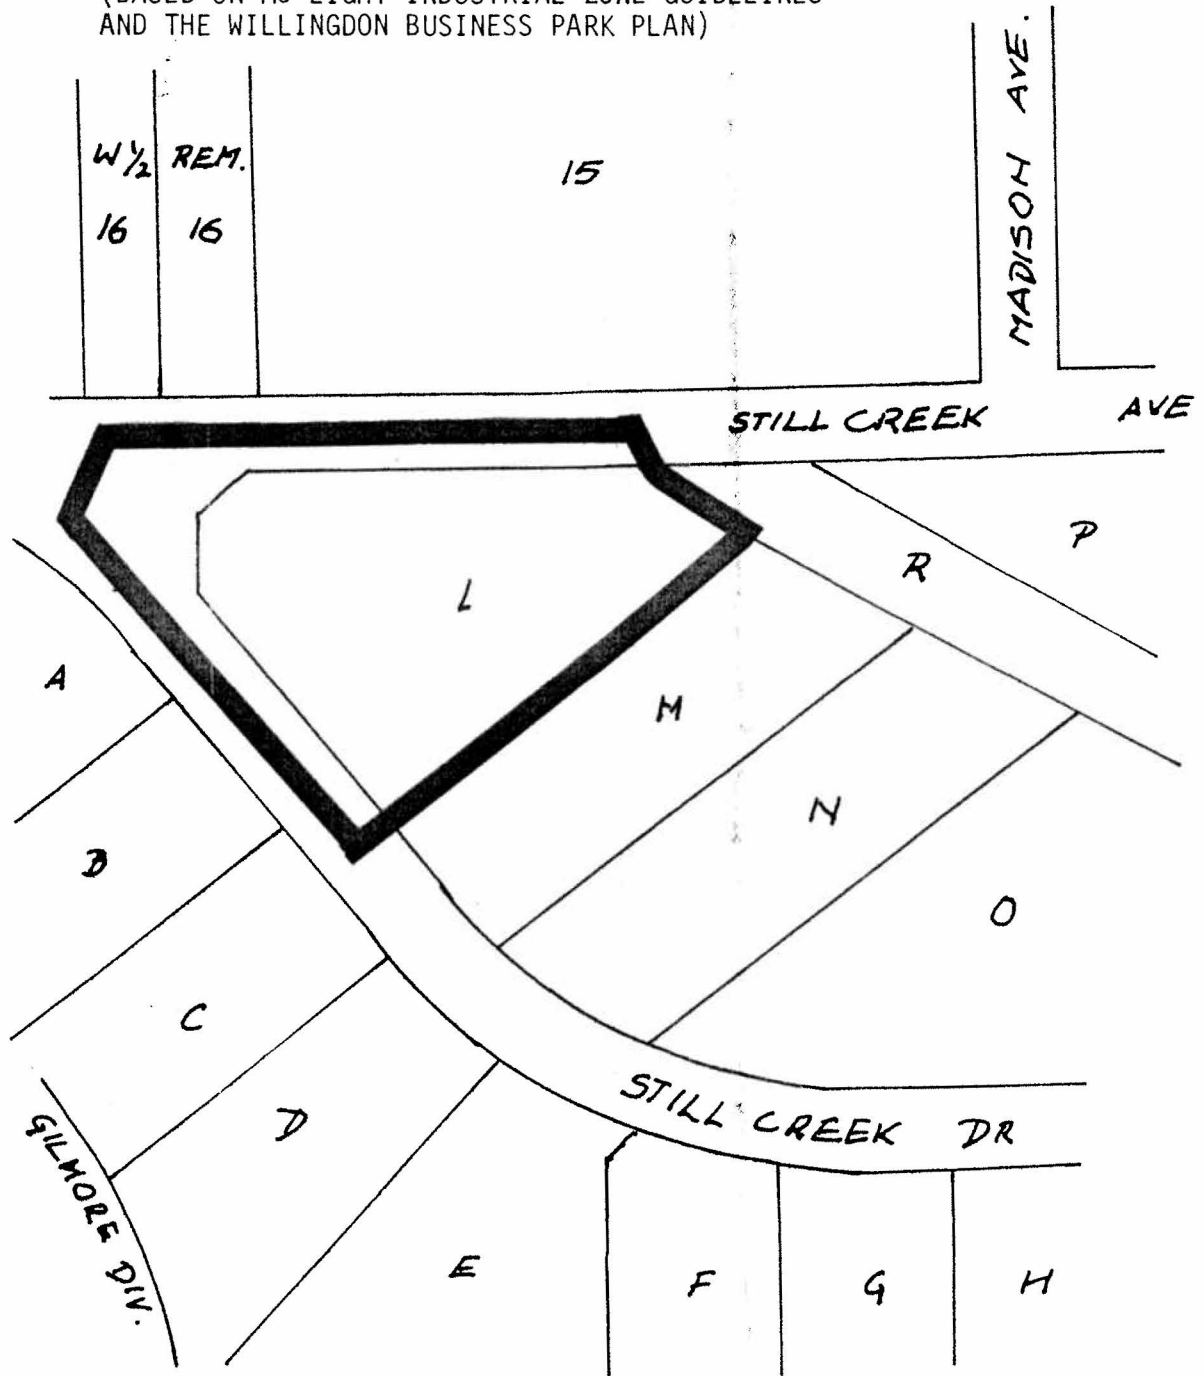 AND THE WILLINGDON BUSINESS PARK PLAN)
MADISON AVE.
W ½ REM. 15
16 16
STILL CREEK AVE
P
R
L
A
M
N
B
O
C
STILL CREEK DR
D
GILMORE DIV.
E F G H